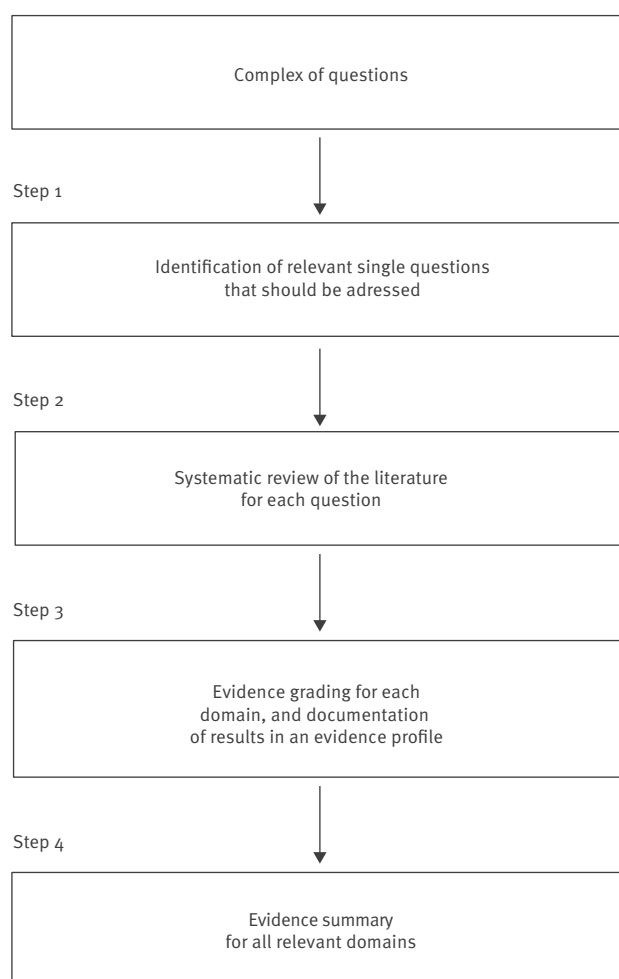 Complex of questions
Step 1
Identification of relevant single questions
that should be adressed
Step 2
Systematic review of the literature
for each question
Step 3
Evidence grading for each
domain, and documentation
of results in an evidence profile
Step 4
Evidence summary
for all relevant domains